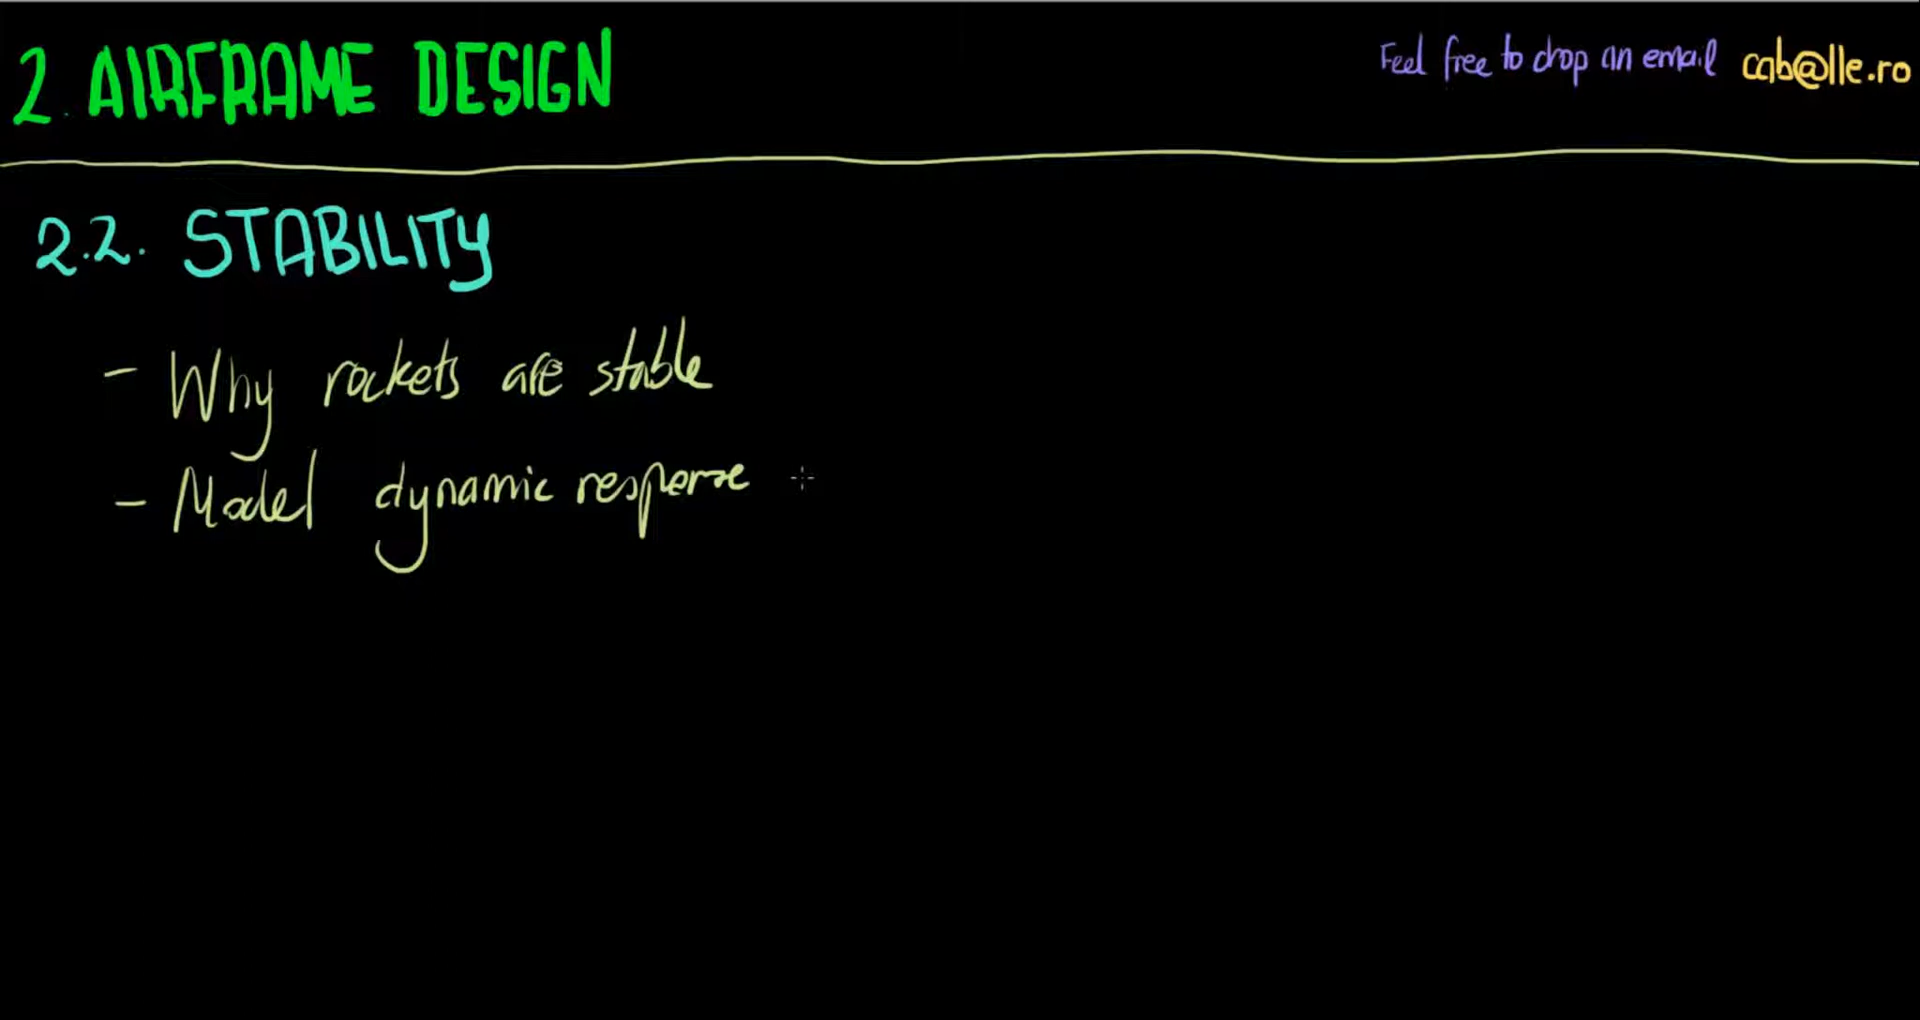 2. AIRFRAME DESIGN
Feel free to drop an email cab@lle.ro
2.2. STABILITY
- Why rockets are stable
- Model dynamic response